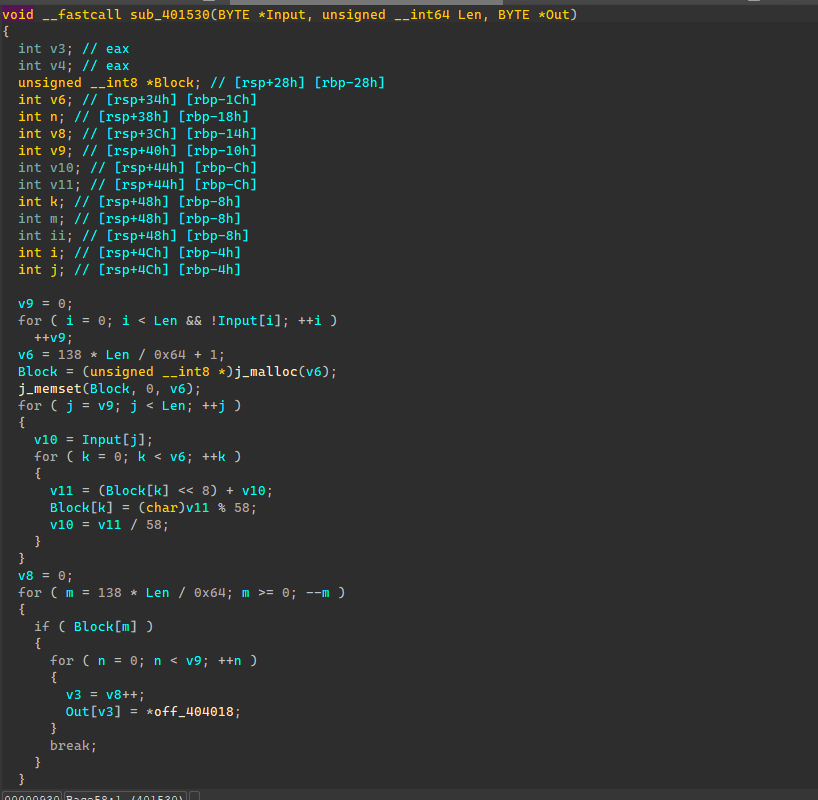 void __fastcall sub_401530(BYTE *Input, unsigned __int64 Len, BYTE *Out)
{
  int v3; // eax
  int v4; // eax
  unsigned __int8 *Block; // [rsp+28h] [rbp-28h]
  int v6; // [rsp+34h] [rbp-1Ch]
  int n; // [rsp+38h] [rbp-18h]
  int v8; // [rsp+3Ch] [rbp-14h]
  int v9; // [rsp+40h] [rbp-10h]
  int v10; // [rsp+44h] [rbp-Ch]
  int v11; // [rsp+44h] [rbp-Ch]
  int k; // [rsp+48h] [rbp-8h]
  int m; // [rsp+48h] [rbp-8h]
  int ii; // [rsp+48h] [rbp-8h]
  int i; // [rsp+4Ch] [rbp-4h]
  int j; // [rsp+4Ch] [rbp-4h]

  v9 = 0;
  for ( i = 0; i < Len && !Input[i]; ++i )
    ++v9;
  v6 = 138 * Len / 0x64 + 1;
  Block = (unsigned __int8 *)j_malloc(v6);
  j_memset(Block, 0, v6);
  for ( j = v9; j < Len; ++j )
  {
    v10 = Input[j];
    for ( k = 0; k < v6; ++k )
    {
      v11 = (Block[k] << 8) + v10;
      Block[k] = (char)v11 % 58;
      v10 = v11 / 58;
    }
  }
  v8 = 0;
  for ( m = 138 * Len / 0x64; m >= 0; --m )
  {
    if ( Block[m] )
    {
      for ( n = 0; n < v9; ++n )
      {
        v3 = v8++;
        Out[v3] = *off_404018;
      }
      break;
    }
  }